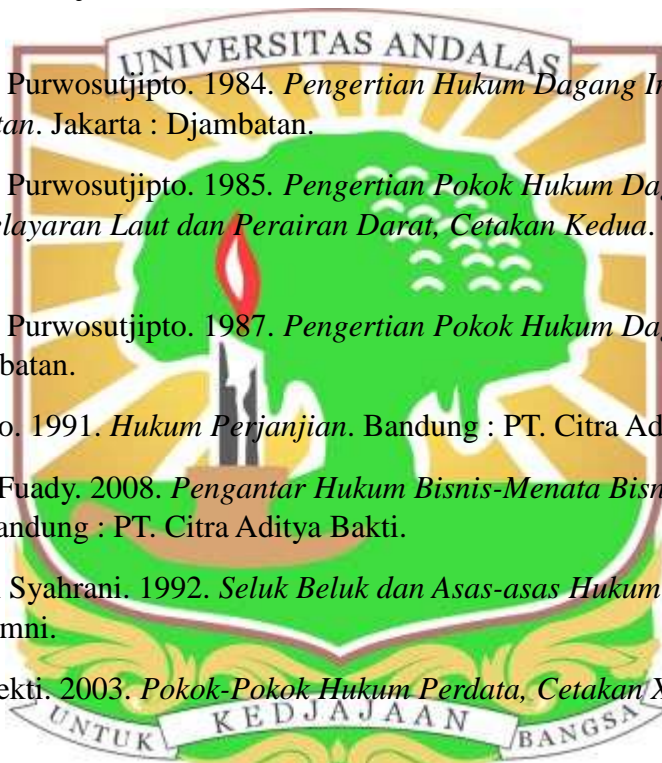 UNIVERSITAS ANDALAS
Purwosutjipto. 1984. Pengertian Hukum Dagang In
tan. Jakarta : Djambatan.
Purwosutjipto. 1985. Pengertian Pokok Hukum Dag
elayaran Laut dan Perairan Darat, Cetakan Kedua.
Purwosutjipto. 1987. Pengertian Pokok Hukum Dag
batan.
o. 1991. Hukum Perjanjian. Bandung : PT. Citra Ad
Fuady. 2008. Pengantar Hukum Bisnis-Menata Bisn
andung : PT. Citra Aditya Bakti.
Syahrani. 1992. Seluk Beluk dan Asas-asas Hukum
mni.
ekti. 2003. Pokok-Pokok Hukum Perdata, Cetakan X
UNTUK KEDJAJAAN BANGSA